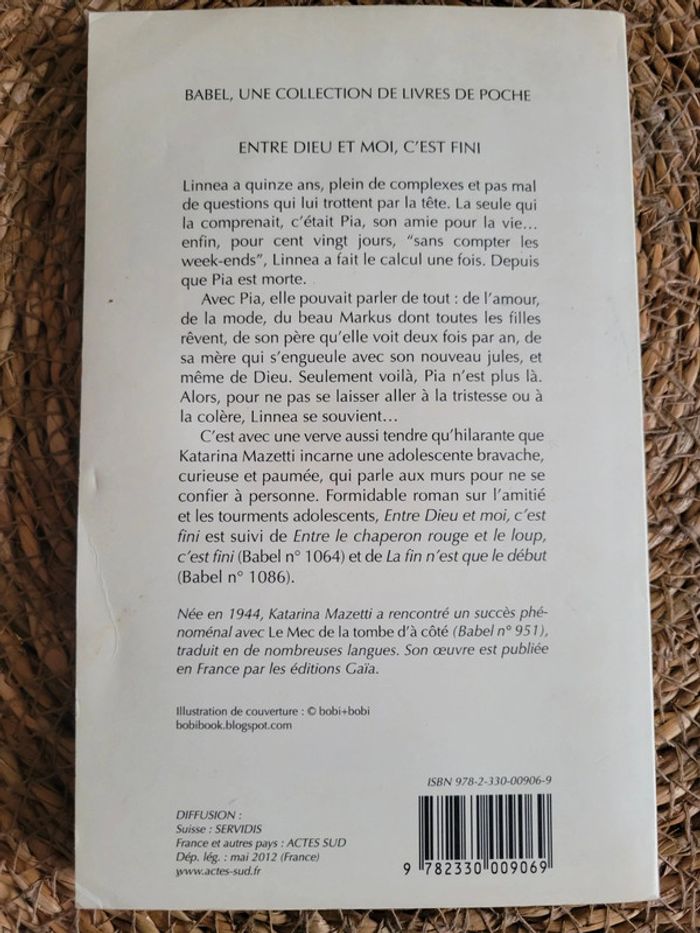 BABEL, UNE COLLECTION DE LIVRES DE POCHE
ENTRE DIEU ET MOI, C'EST FINI
Linnea a quinze ans, plein de complexes et pas mal
de questions qui lui trottent par la tête. La seule qui
la comprenait, c'était Pia, son amie pour la vie…
enfin, pour cent vingt jours, “sans compter les
week-ends”, Linnea a fait le calcul une fois. Depuis
que Pia est morte.
Avec Pia, elle pouvait parler de tout : de l'amour,
de la mode, du beau Markus dont toutes les filles
rêvent, de son père qu'elle voit deux fois par an, de
sa mère qui s'engueule avec son nouveau jules, et
même de Dieu. Seulement voilà, Pia n'est plus là.
Alors, pour ne pas se laisser aller à la tristesse ou à
la colère, Linnea se souvient…
C'est avec une verve aussi tendre qu'hilarante que
Katarina Mazetti incarne une adolescente bravache,
curieuse et paumée, qui parle aux murs pour ne se
confier à personne. Formidable roman sur l'amitié
et les tourments adolescents, Entre Dieu et moi, c'est
fini est suivi de Entre le chaperon rouge et le loup,
c'est fini (Babel n° 1064) et de La fin n'est que le début
(Babel n° 1086).
Née en 1944, Katarina Mazetti a rencontré un succès phé-
noménal avec Le Mec de la tombe d'à côté (Babel n° 951),
traduit en de nombreuses langues. Son œuvre est publiée
en France par les éditions Gaïa.
Illustration de couverture : © bobi+bobi
bobibook.blogspot.com
ISBN 978-2-330-00906-9
DIFFUSION :
Suisse : SERVIDIS
France et autres pays : ACTES SUD
Dép. lég. : mai 2012 (France)
www.actes-sud.fr
9 782330 009069